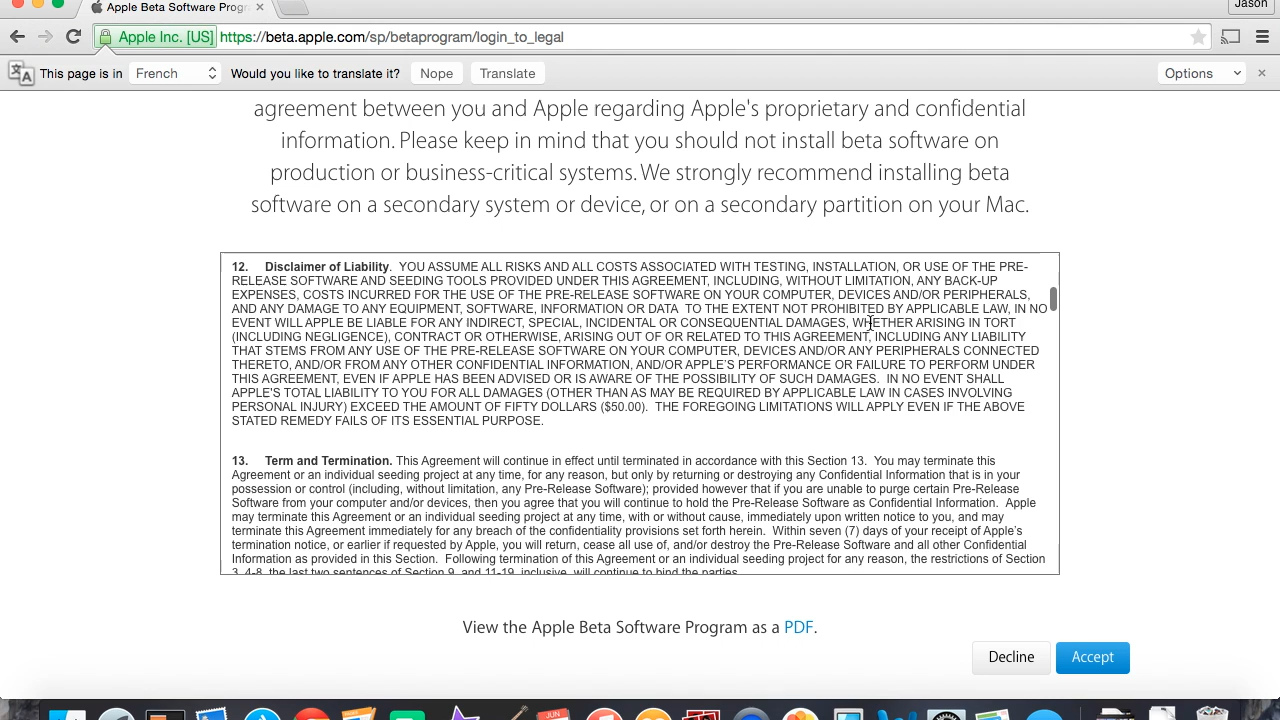 Apple Beta Software Progr
Jason
Apple Inc. [US] https://beta.apple.com/sp/betaprogram/login_to_legal
This page is in French Would you like to translate it? Nope Translate Options
agreement between you and Apple regarding Apple's proprietary and confidential
information. Please keep in mind that you should not install beta software on
production or business-critical systems. We strongly recommend installing beta
software on a secondary system or device, or on a secondary partition on your Mac.
12. Disclaimer of Liability. YOU ASSUME ALL RISKS AND ALL COSTS ASSOCIATED WITH TESTING, INSTALLATION, OR USE OF THE PRE-
RELEASE SOFTWARE AND SEEDING TOOLS PROVIDED UNDER THIS AGREEMENT, INCLUDING, WITHOUT LIMITATION, ANY BACK-UP
EXPENSES, COSTS INCURRED FOR THE USE OF THE PRE-RELEASE SOFTWARE ON YOUR COMPUTER, DEVICES AND/OR PERIPHERALS,
AND ANY DAMAGE TO ANY EQUIPMENT, SOFTWARE, INFORMATION OR DATA TO THE EXTENT NOT PROHIBITED BY APPLICABLE LAW, IN NO
EVENT WILL APPLE BE LIABLE FOR ANY INDIRECT, SPECIAL, INCIDENTAL OR CONSEQUENTIAL DAMAGES, WHETHER ARISING IN TORT
(INCLUDING NEGLIGENCE), CONTRACT OR OTHERWISE, ARISING OUT OF OR RELATED TO THIS AGREEMENT, INCLUDING ANY LIABILITY
THAT STEMS FROM ANY USE OF THE PRE-RELEASE SOFTWARE ON YOUR COMPUTER, DEVICES AND/OR ANY PERIPHERALS CONNECTED
THERETO, AND/OR FROM ANY OTHER CONFIDENTIAL INFORMATION, AND/OR APPLE'S PERFORMANCE OR FAILURE TO PERFORM UNDER
THIS AGREEMENT, EVEN IF APPLE HAS BEEN ADVISED OR IS AWARE OF THE POSSIBILITY OF SUCH DAMAGES. IN NO EVENT SHALL
APPLE'S TOTAL LIABILITY TO YOU FOR ALL DAMAGES (OTHER THAN AS MAY BE REQUIRED BY APPLICABLE LAW IN CASES INVOLVING
PERSONAL INJURY) EXCEED THE AMOUNT OF FIFTY DOLLARS ($50.00). THE FOREGOING LIMITATIONS WILL APPLY EVEN IF THE ABOVE
STATED REMEDY FAILS OF ITS ESSENTIAL PURPOSE.
13. Term and Termination. This Agreement will continue in effect until terminated in accordance with this Section 13. You may terminate this
Agreement or an individual seeding project at any time, for any reason, but only by returning or destroying any Confidential Information that is in your
possession or control (including, without limitation, any Pre-Release Software); provided however that if you are unable to purge certain Pre-Release
Software from your computer and/or devices, then you agree that you will continue to hold the Pre-Release Software as Confidential Information. Apple
may terminate this Agreement or an individual seeding project at any time, with or without cause, immediately upon written notice to you, and may
terminate this Agreement immediately for any breach of the confidentiality provisions set forth herein. Within seven (7) days of your receipt of Apple's
termination notice, or earlier if requested by Apple, you will return, cease all use of, and/or destroy the Pre-Release Software and all other Confidential
Information as provided in this Section. Following termination of this Agreement or an individual seeding project for any reason, the restrictions of Section
3, 4-8, the last two sentences of Section 9, and 11-19, inclusive, will continue to bind the parties.
View the Apple Beta Software Program as a PDF.
Decline Accept
JUN